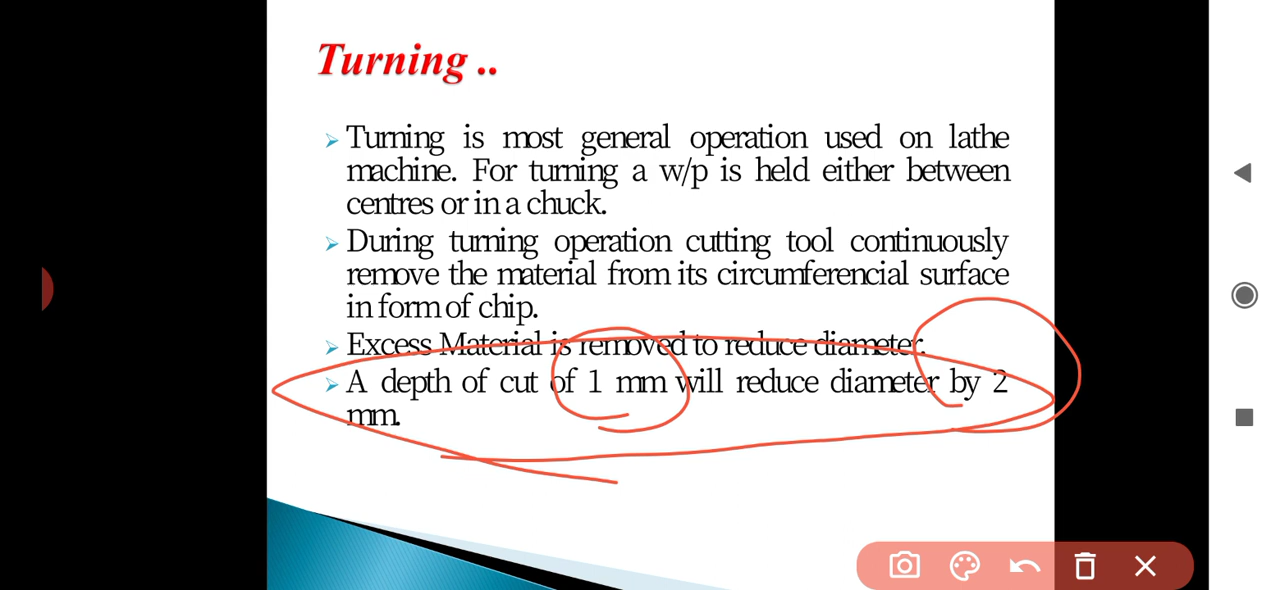 Turning ..
Turning is most general operation used on lathe
machine. For turning a w/p is held either between
centres or in a chuck.
During turning operation cutting tool continuously
remove the material from its circumferencial surface
in form of chip.
Excess Material is removed to reduce diameter.
A depth of cut of 1 mm will reduce diameter by 2
mm.